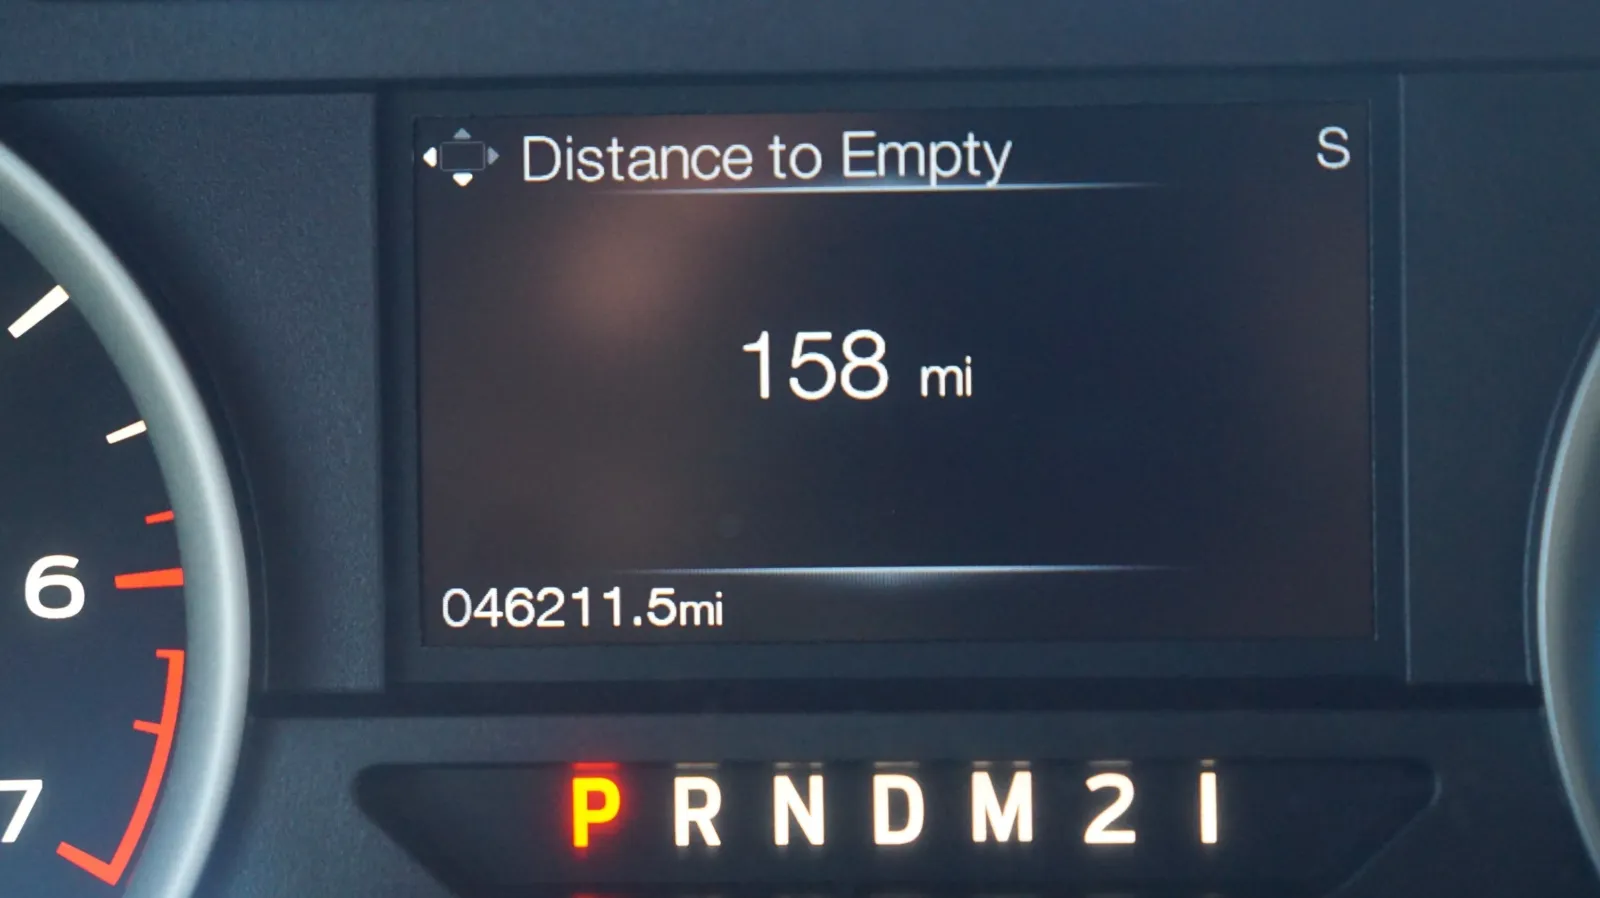 Distance to Empty S
158 mi
046211.5mi
6
7
P R N D M 2 1